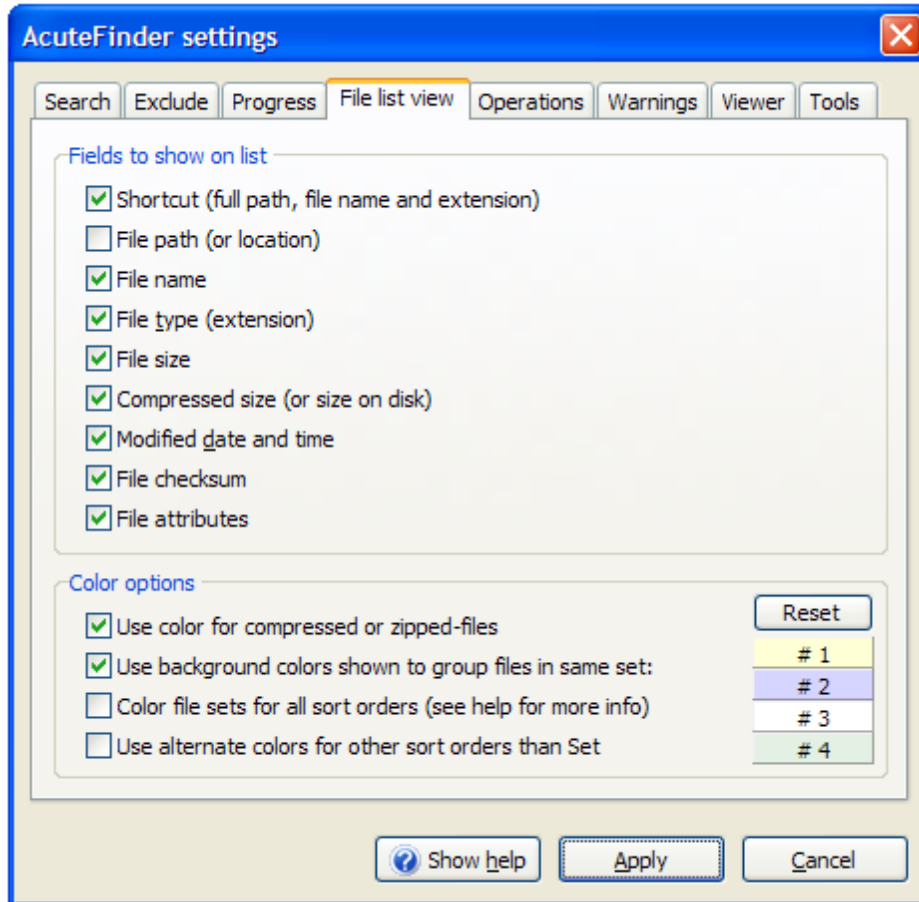 AcuteFinder settings
Search Exclude Progress File list view Operations Warnings Viewer Tools
Fields to show on list
Shortcut (full path, file name and extension)
File path (or location)
File name
File type (extension)
File size
Compressed size (or size on disk)
Modified date and time
File checksum
File attributes
Color options
Reset
Use color for compressed or zipped-files
# 1
Use background colors shown to group files in same set:
# 2
Color file sets for all sort orders (see help for more info)
# 3
Use alternate colors for other sort orders than Set
# 4
Show help Apply Cancel